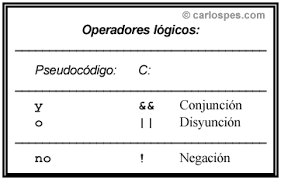 © carlospes.com
Operadores lógicos:
Pseudocódigo: C:
y && Conjunción
o || Disyunción
no ! Negación